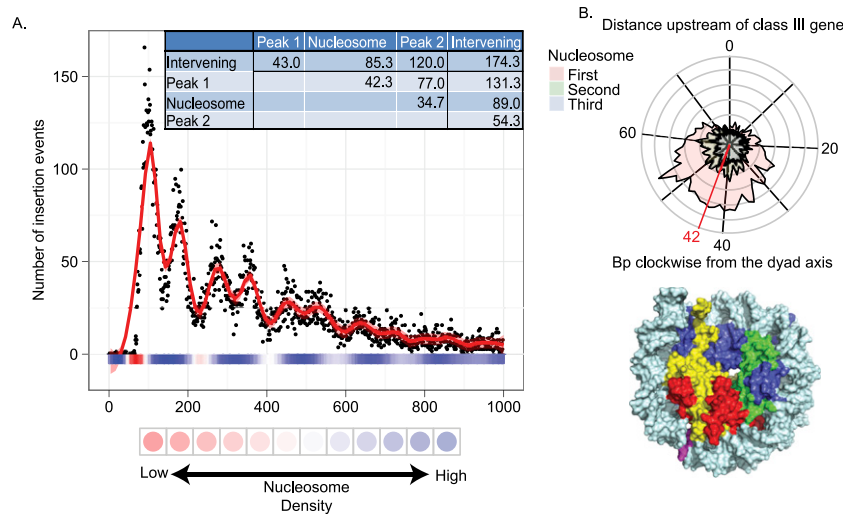 A.
Peak 1 Nucleosome Peak 2 Intervening
Intervening 43.0 85.3 120.0 174.3
Peak 1 42.3 77.0 131.3
Nucleosome 34.7 89.0
Peak 2 54.3
150
100
50
0
Number of insertion events
0 200 400 600 800 1000
Low High
Nucleosome
Density
B.
Distance upstream of class III gene
Nucleosome
First
Second
Third
0
20
40
42
60
Bp clockwise from the dyad axis